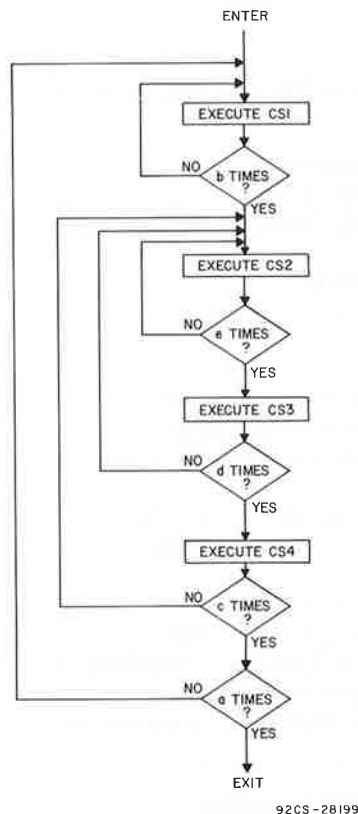 ENTER
EXECUTE CS1
NO
b TIMES
?
YES
EXECUTE CS2
NO
e TIMES
?
YES
EXECUTE CS3
NO
d TIMES
?
YES
EXECUTE CS4
NO
c TIMES
?
YES
NO
a TIMES
?
YES
EXIT
92CS-28199